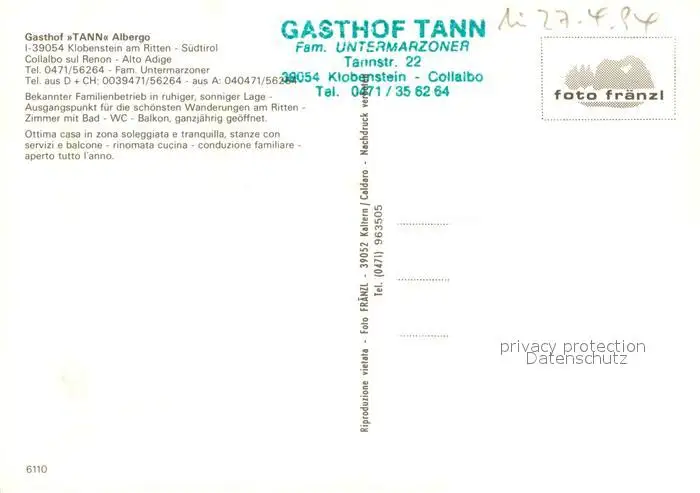 Gasthof »TANN« Albergo
I-39054 Klobenstein am Ritten - Südtirol
Collalbo sul Renon - Alto Adige
Tel. 0471/56264 - Fam. Untermarzoner
Tel. aus D + CH: 0039471/56264 - aus A: 040471/56264
Bekannter Familienbetrieb in ruhiger, sonniger Lage -
Ausgangspunkt für die schönsten Wanderungen am Ritten -
Zimmer mit Bad - WC - Balkon, ganzjährig geöffnet.
Ottima casa in zona soleggiata e tranquilla, stanze con
servizi e balcone - rinomata cucina - conduzione familiare -
aperto tutto l'anno.
GASTHOF TANN
Fam. UNTERMARZONER
Tannstr. 22
39054 Klobenstein - Collalbo
Tel. 0471 / 35 62 64
27.4.94
foto fränzl
Riproduzione vietata - Foto FRÄNZL - 39052 Kaltern/Caldaro - Nachdruck verboten
Tel. (0471) 963505
privacy protection
Datenschutz
6110